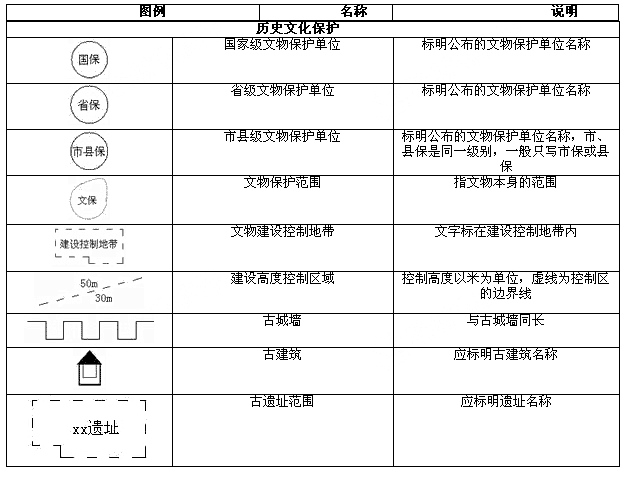 图例 名称 说明
历史文化保护
国保 国家级文物保护单位 标明公布的文物保护单位名称
省保 省级文物保护单位 标明公布的文物保护单位名称
市县保 市县级文物保护单位 标明公布的文物保护单位名称，市、
县保是同一级别，一般只写市保或县
保
文保 文物保护范围 指文物本身的范围
建设控制地带 文物建设控制地带 文字标在建设控制地带内
50m
30m
建设高度控制区域 控制高度以米为单位，虚线为控制区
的边界线
古城墙 与古城墙同长
古建筑 应标明古建筑名称
xx遗址 古遗址范围 应标明遗址名称